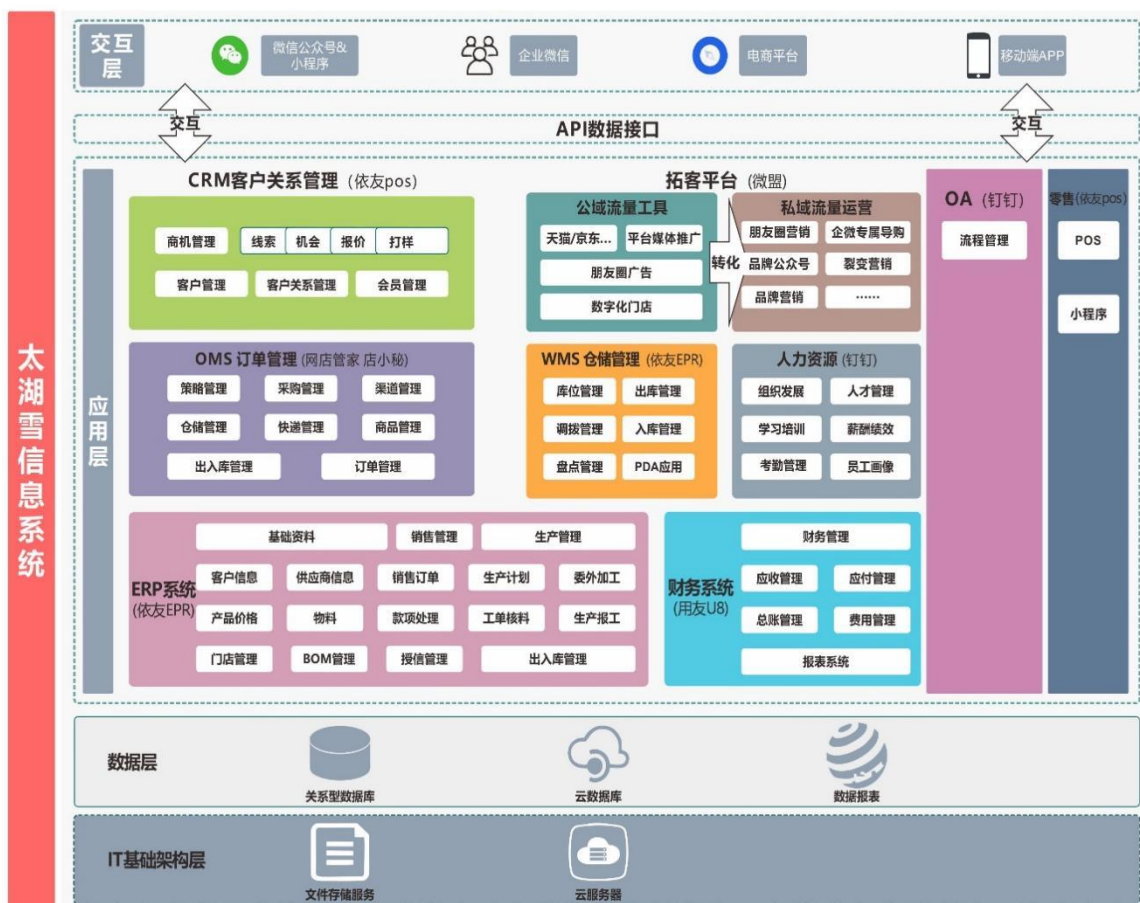 太湖雪信息系统
交互层
微信公众号&
小程序
企业微信
电商平台
移动端APP
交互
API数据接口
交互
应用层
CRM客户关系管理 (依友pos)
商机管理
线索
机会
报价
打样
客户管理
客户关系管理
会员管理
拓客平台 (微盟)
公域流量工具
天猫/京东...
平台媒体推广
朋友圈广告
数字化门店
转化
私域流量运营
朋友圈营销
企微专属导购
品牌公众号
裂变营销
品牌营销
……
OA (钉钉)
流程管理
零售(依友pos)
POS
小程序
OMS 订单管理 (网店管家 店小秘)
策略管理
采购管理
渠道管理
仓储管理
快递管理
商品管理
出入库管理
订单管理
WMS 仓储管理 (依友EPR)
库位管理
出库管理
调拨管理
入库管理
盘点管理
PDA应用
人力资源 (钉钉)
组织发展
人才管理
学习培训
薪酬绩效
考勤管理
员工画像
ERP系统
(依友EPR)
基础资料
销售管理
生产管理
客户信息
供应商信息
销售订单
生产计划
委外加工
产品价格
物料
款项处理
工单核料
生产报工
门店管理
BOM管理
授信管理
出入库管理
财务系统
(用友U8)
财务管理
应收管理
应付管理
总账管理
费用管理
报表系统
数据层
关系型数据库
云数据库
数据报表
IT基础架构层
文件存储服务
云服务器